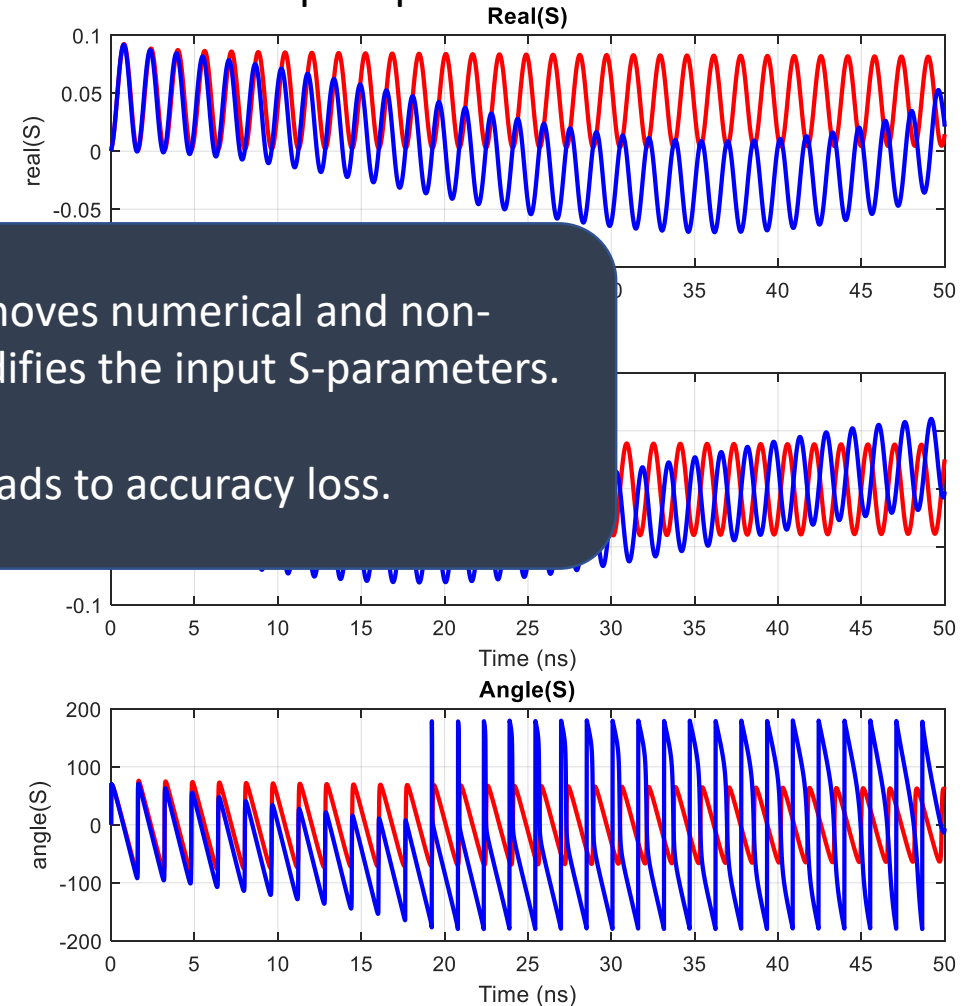 Real(S)
0.1
0.05
0
-0.05
real(S)
35 40 45 50
numerical and non-
the input S-parameters.
to accuracy loss.
-0.1
0 5 10 15 20 25 30 35 40 45 50
Time (ns)
Angle(S)
200
100
0
-100
-200
angle(S)
0 5 10 15 20 25 30 35 40 45 50
Time (ns)